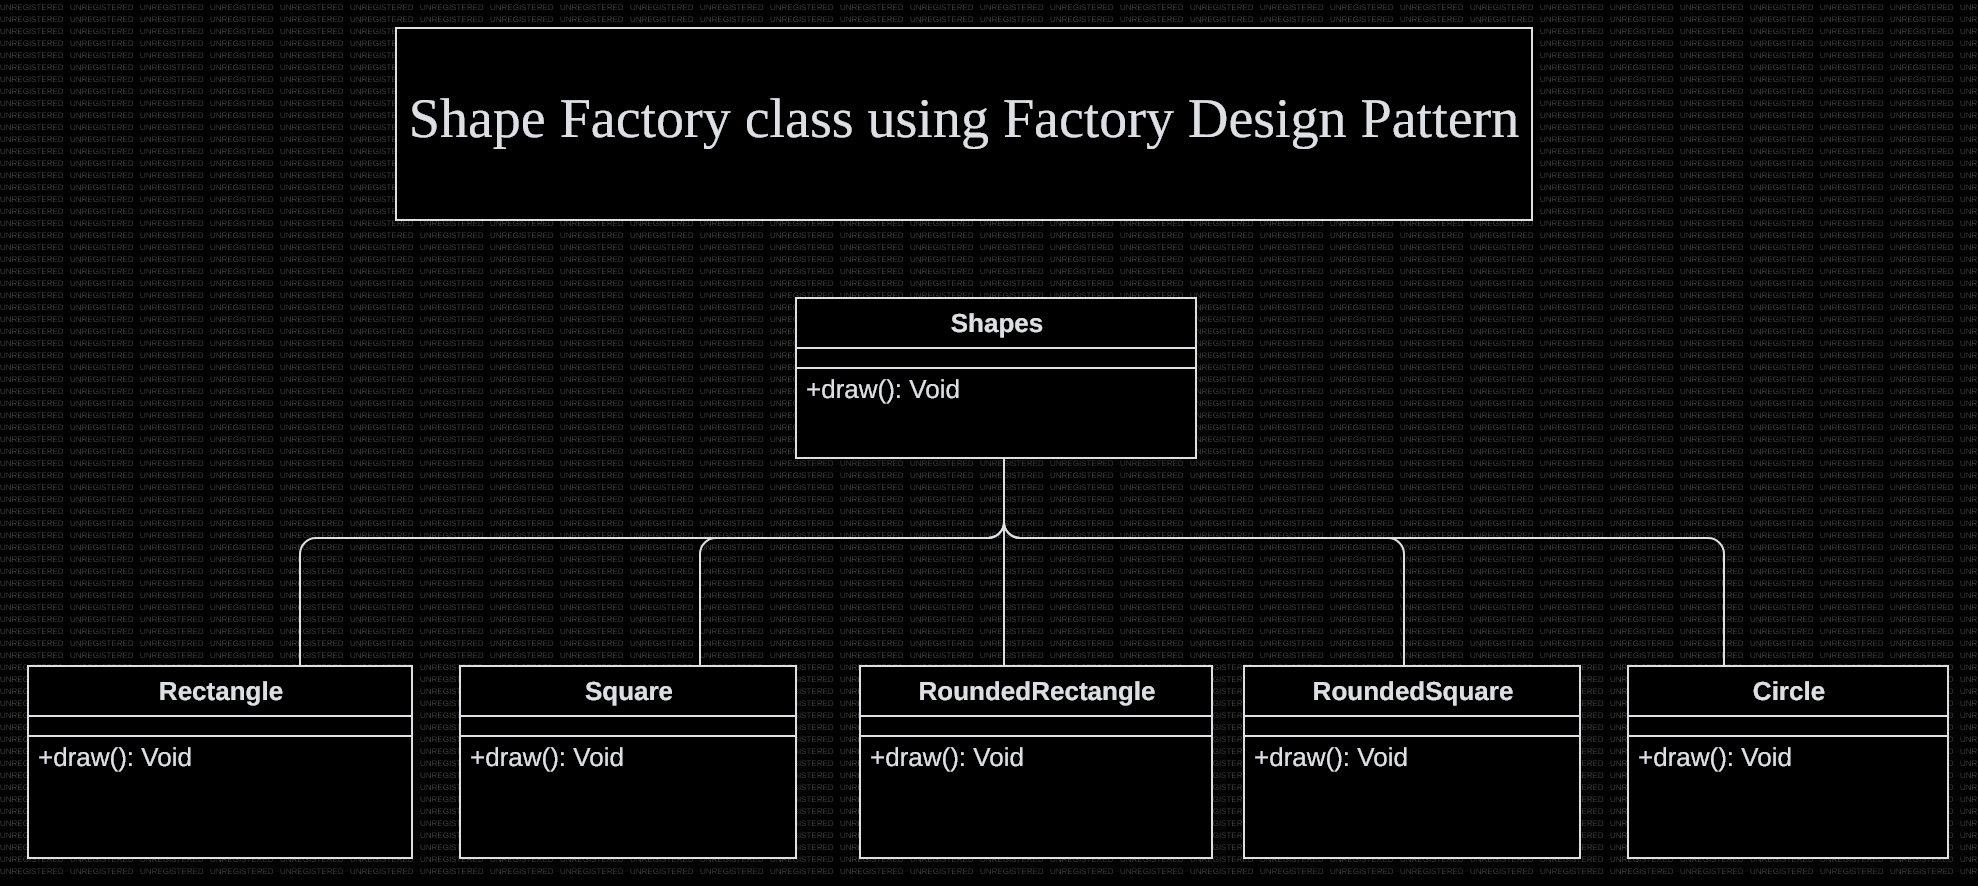 Shape Factory class using Factory Design Pattern
Shapes
+draw(): Void
Rectangle
+draw(): Void
Square
+draw(): Void
RoundedRectangle
+draw(): Void
RoundedSquare
+draw(): Void
Circle
+draw(): Void
UNREGISTERED